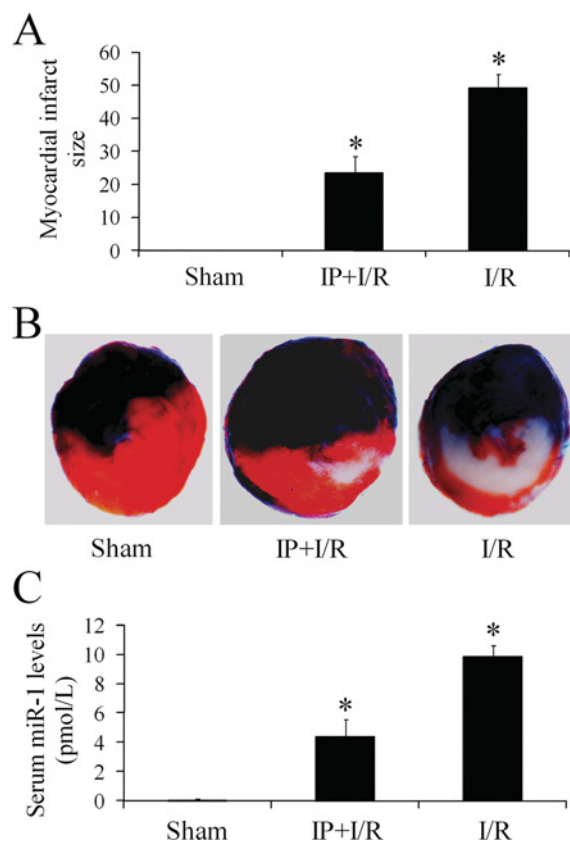 A
Myocardial infarct
size
60
50
40
30
20
10
0
*
*
Sham IP+I/R I/R
B
Sham IP+I/R I/R
C
Serum miR-1 levels
(pmol/L)
12
10
8
6
4
2
0
*
*
Sham IP+I/R I/R